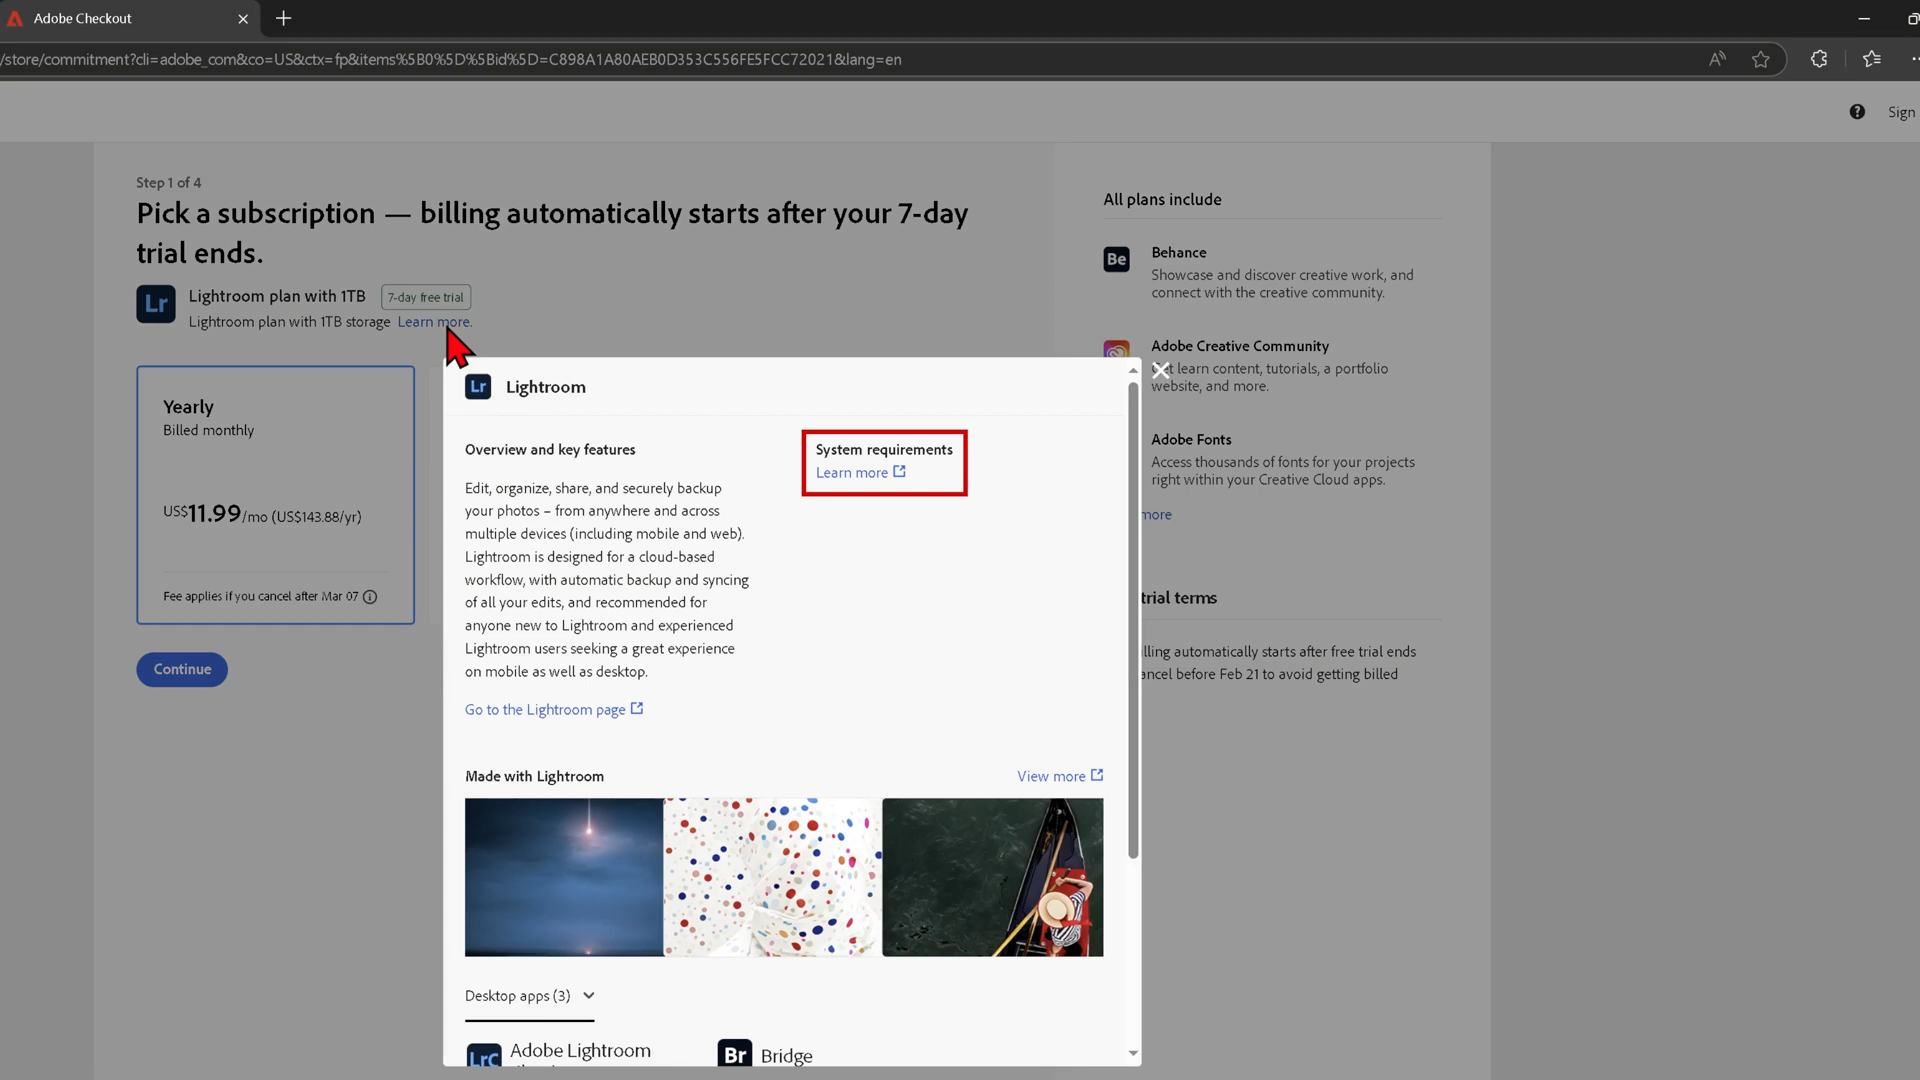 Adobe Checkout
/store/commitment?cli=adobe_com&co=US&ctx=fp&items%5B0%5D%5Bid%5D=C898A1A80AEB0D353C556FE5FCC72021&lang=en
Sign
Step 1 of 4
Pick a subscription — billing automatically starts after your 7-day
trial ends.
Lr
Lightroom plan with 1TB
7-day free trial
Lightroom plan with 1TB storage Learn more.
Yearly
Billed monthly
US$11.99/mo (US$143.88/yr)
Fee applies if you cancel after Mar 07
Continue
Lr
Lightroom
Overview and key features
Edit, organize, share, and securely backup
your photos – from anywhere and across
multiple devices (including mobile and web).
Lightroom is designed for a cloud-based
workflow, with automatic backup and syncing
of all your edits, and recommended for
anyone new to Lightroom and experienced
Lightroom users seeking a great experience
on mobile as well as desktop.
Go to the Lightroom page
System requirements
Learn more
Made with Lightroom
View more
Desktop apps (3)
LrC
Adobe Lightroom
Br
Bridge
All plans include
Be
Behance
Showcase and discover creative work, and
connect with the creative community.
Adobe Creative Community
learn content, tutorials, a portfolio
website, and more.
Adobe Fonts
Access thousands of fonts for your projects
right within your Creative Cloud apps.
more
trial terms
lling automatically starts after free trial ends
ancel before Feb 21 to avoid getting billed